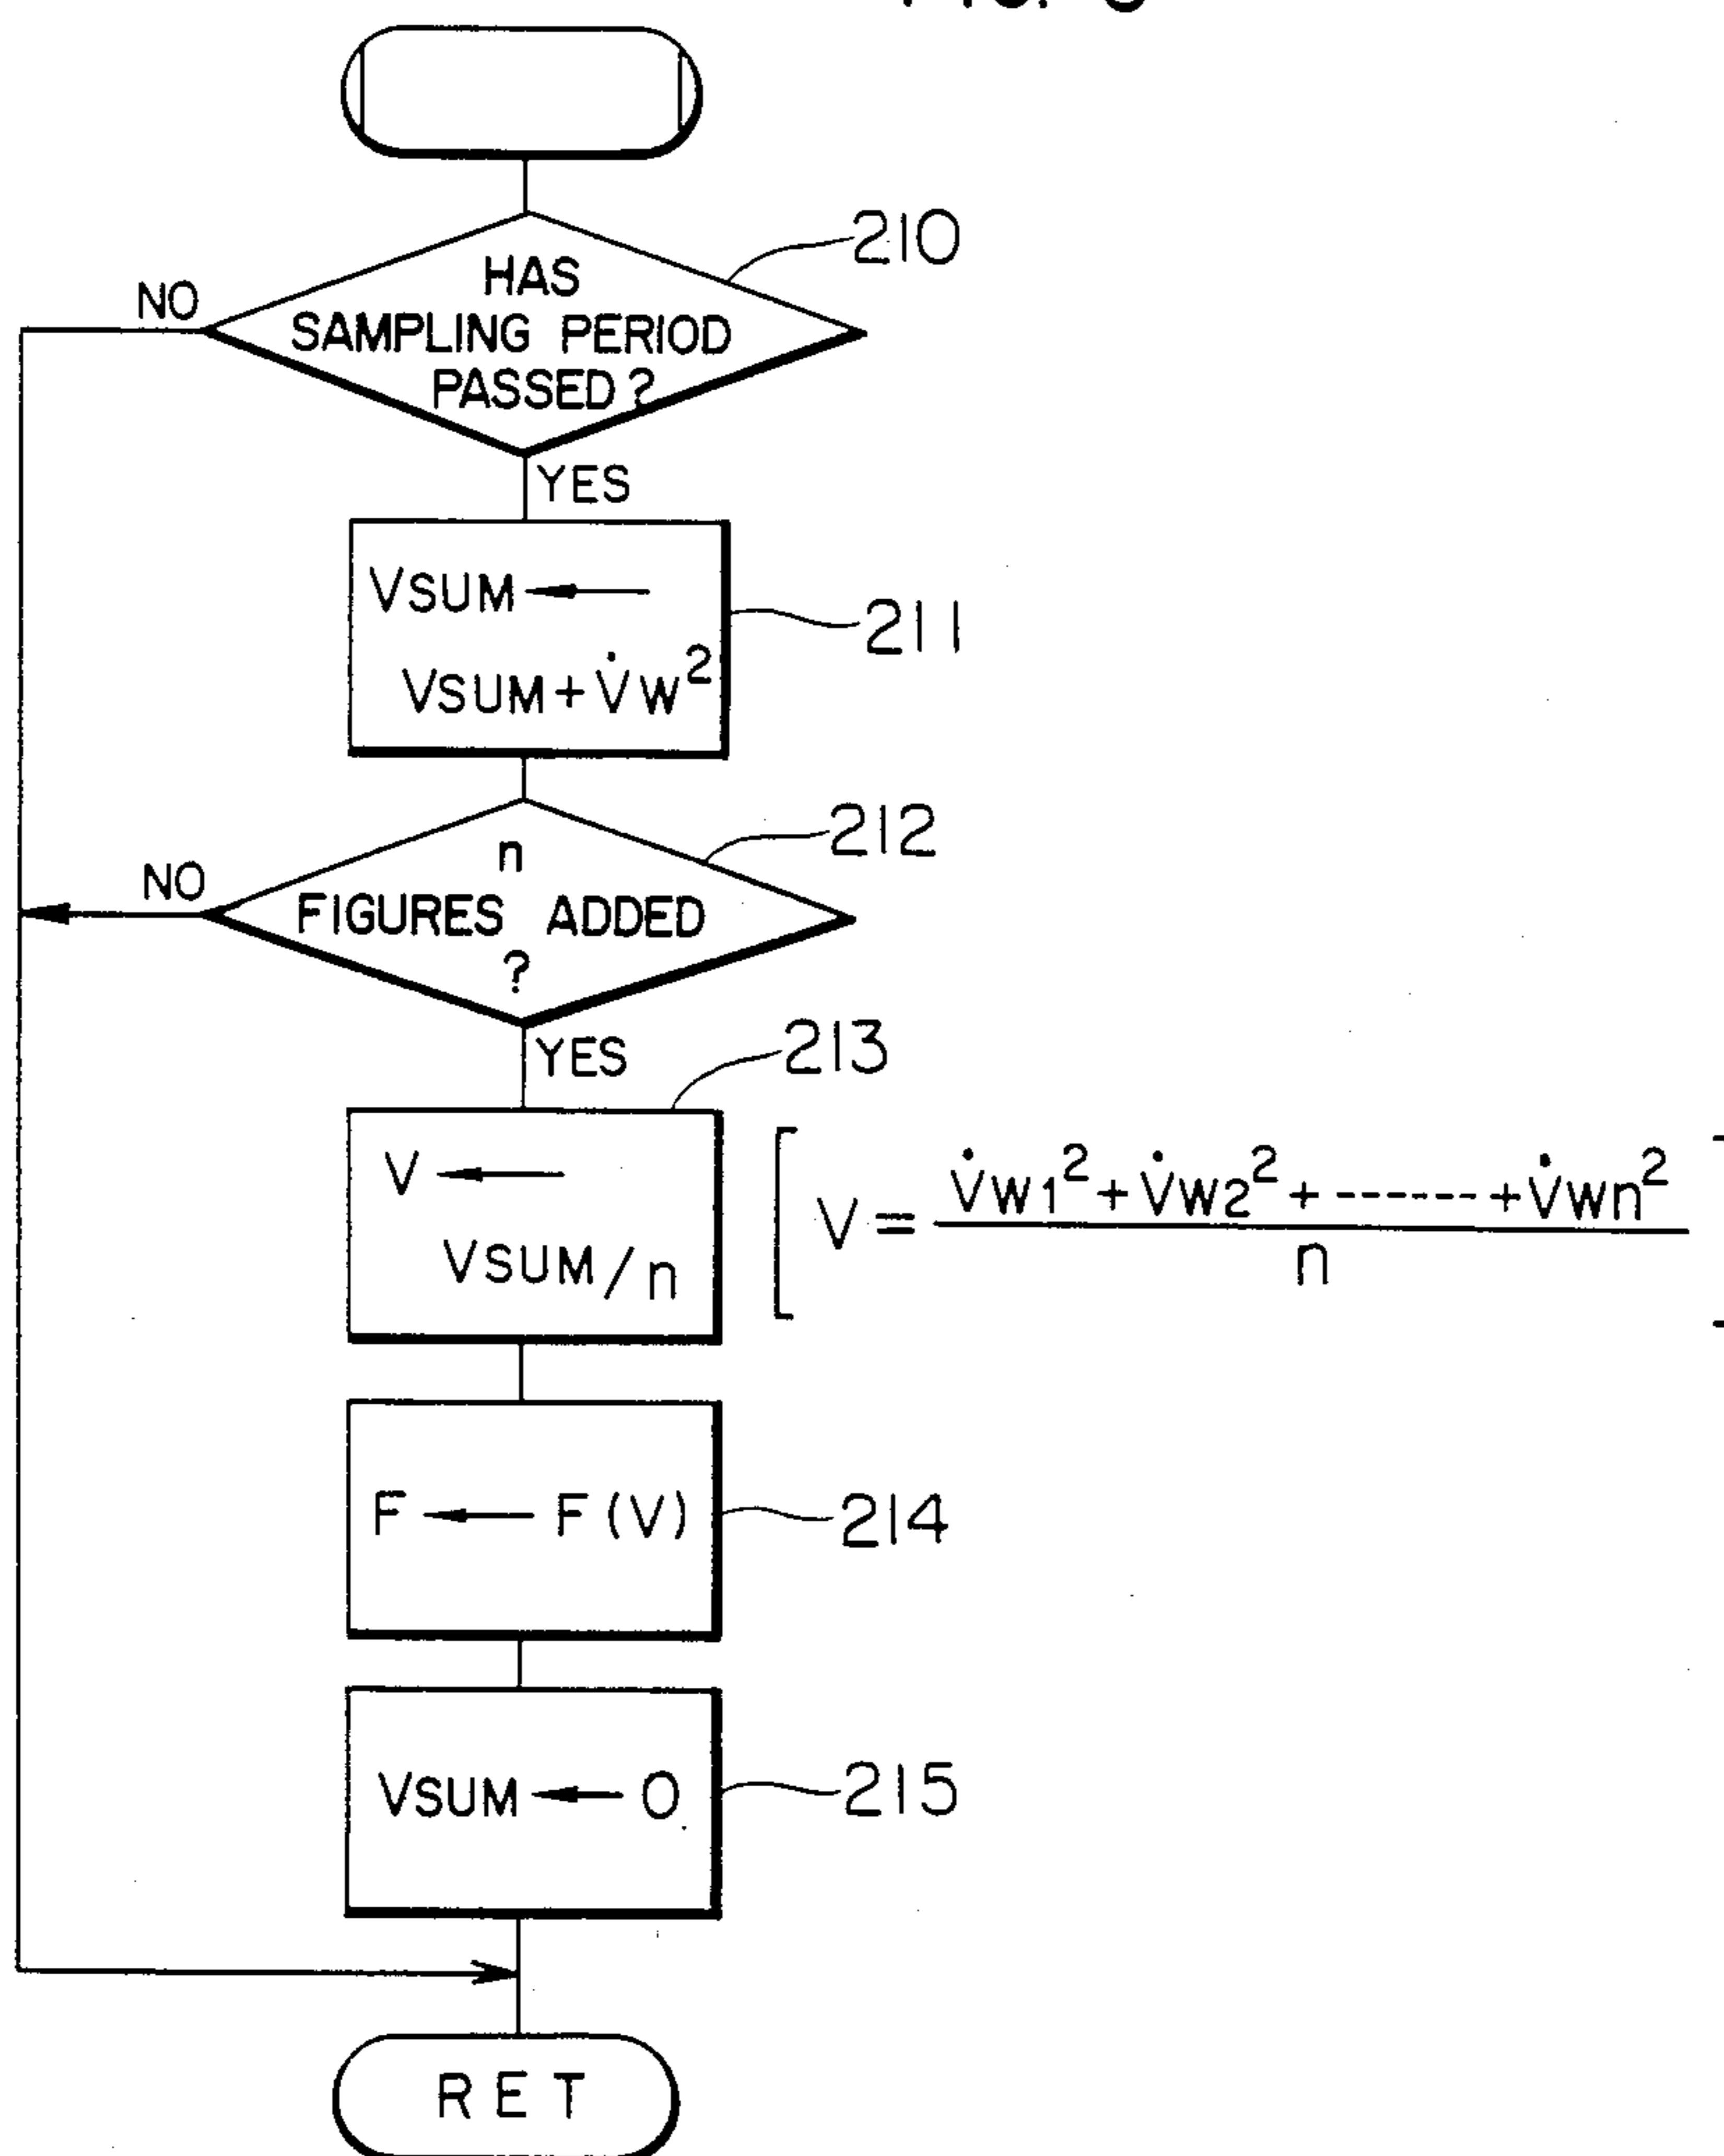 210
HAS
NO
SAMPLING PERIOD
PASSED?
YES
VSUM ←
211
VSUM + V̇W²
212
n
NO
FIGURES ADDED
?
YES
213
V ←
VSUM/n
V = (V̇W1² + V̇W2² + ------- + V̇Wn²) / n
F ← F(V)
214
VSUM ← 0
215
RET